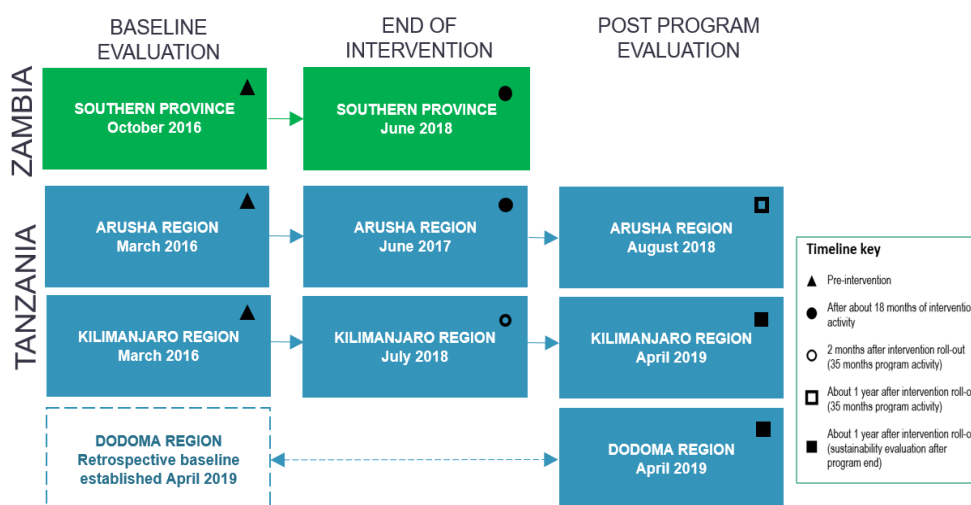 BASELINE
EVALUATION
END OF
INTERVENTION
POST PROGRAM
EVALUATION
ZAMBIA
SOUTHERN PROVINCE
October 2016
SOUTHERN PROVINCE
June 2018
TANZANIA
ARUSHA REGION
March 2016
ARUSHA REGION
June 2017
ARUSHA REGION
August 2018
KILIMANJARO REGION
March 2016
KILIMANJARO REGION
July 2018
KILIMANJARO REGION
April 2019
DODOMA REGION
Retrospective baseline
established April 2019
DODOMA REGION
April 2019
Timeline key
Pre-intervention
After about 18 months of interventio
activity
2 months after intervention roll-out
(35 months program activity)
About 1 year after intervention roll-o
(35 months program activity)
About 1 year after intervention roll-o
(sustainability evaluation after
program end)